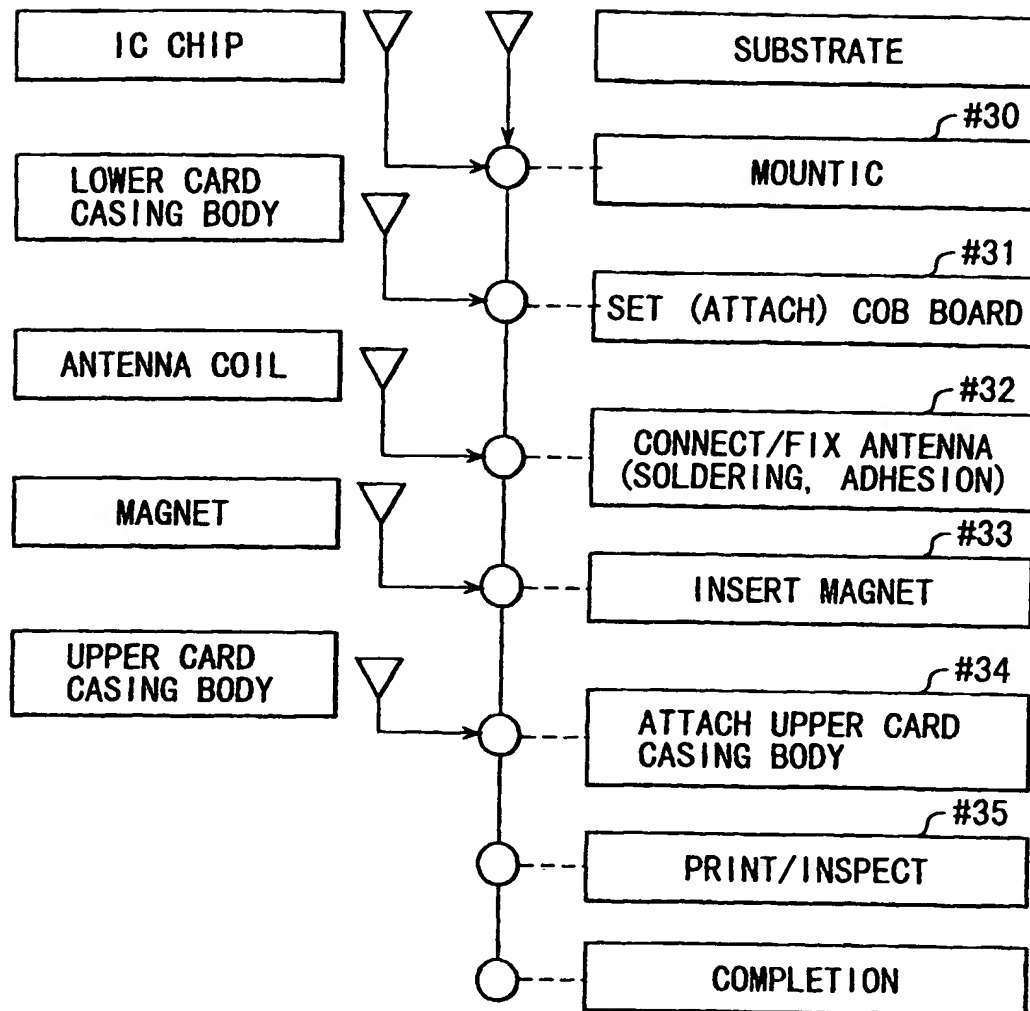 IC CHIP
SUBSTRATE
#30
MOUNTIC
LOWER CARD
CASING BODY
#31
SET (ATTACH) COB BOARD
ANTENNA COIL
#32
CONNECT/FIX ANTENNA
(SOLDERING, ADHESION)
MAGNET
#33
INSERT MAGNET
UPPER CARD
CASING BODY
#34
ATTACH UPPER CARD
CASING BODY
#35
PRINT/INSPECT
COMPLETION